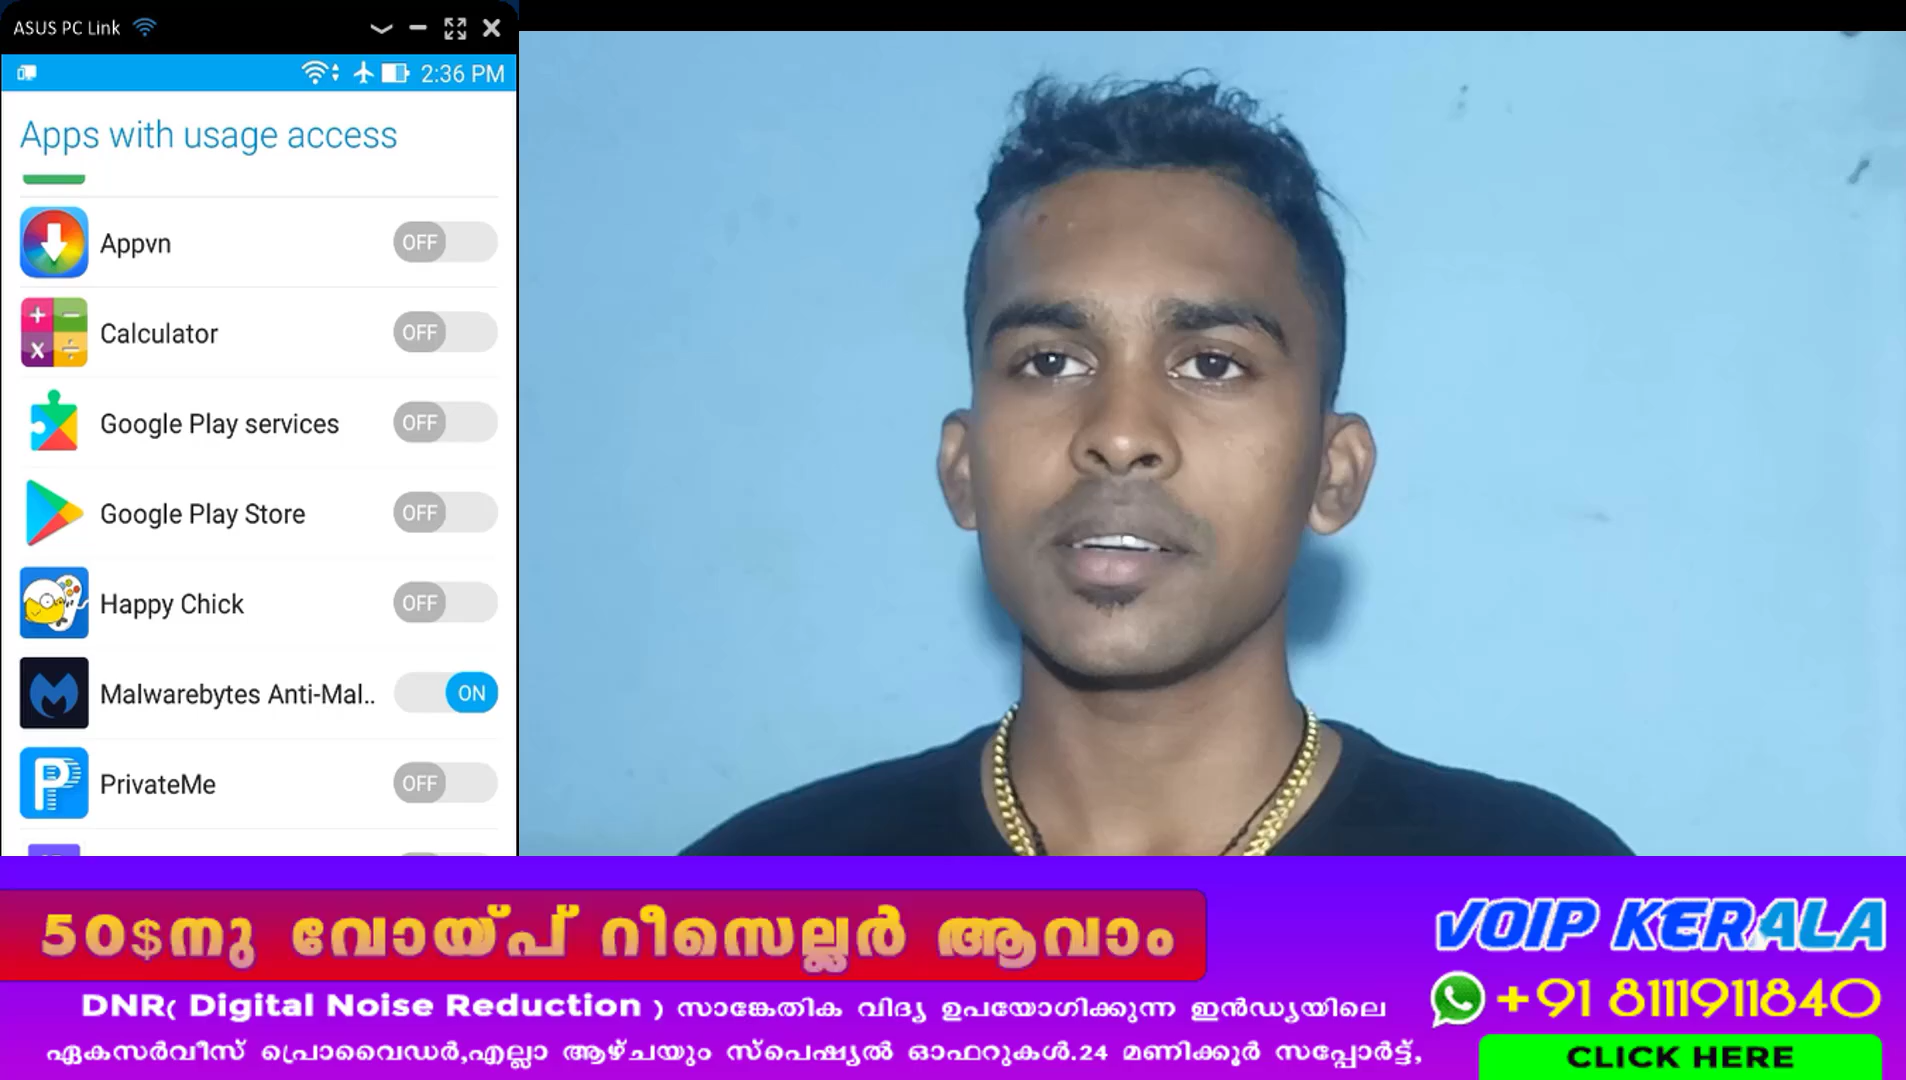 ASUS PC Link
2:36 PM
Apps with usage access
Appvn
OFF
Calculator
OFF
Google Play services
OFF
Google Play Store
OFF
Happy Chick
OFF
Malwarebytes Anti-Mal..
ON
PrivateMe
OFF
50$നു വോയ്പ് റീസെല്ലർ ആവാം
DNR( Digital Noise Reduction ) സാങ്കേതിക വിദ്യ ഉപയോഗിക്കുന്ന ഇൻഡ്യയിലെ
ഏകസർവീസ് പ്രൊവൈഡർ,എല്ലാ ആഴ്ചയും സ്പെഷ്യൽ ഓഫറുകൾ.24 മണിക്കൂർ സപ്പോർട്ട്,
VOIP KERALA
+91 8111911840
CLICK HERE